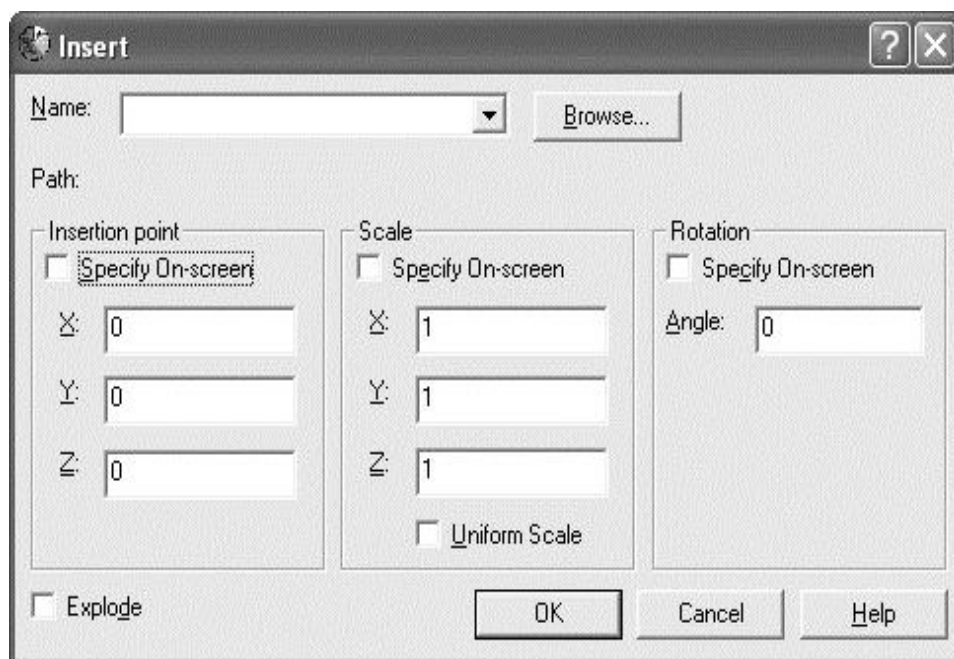 Insert
Name: Browse...
Path:
Insertion point Scale Rotation
Specify On-screen Specify On-screen Specify On-screen
X: 0 X: 1 Angle: 0
Y: 0 Y: 1
Z: 0 Z: 1
Uniform Scale
Explode OK Cancel Help